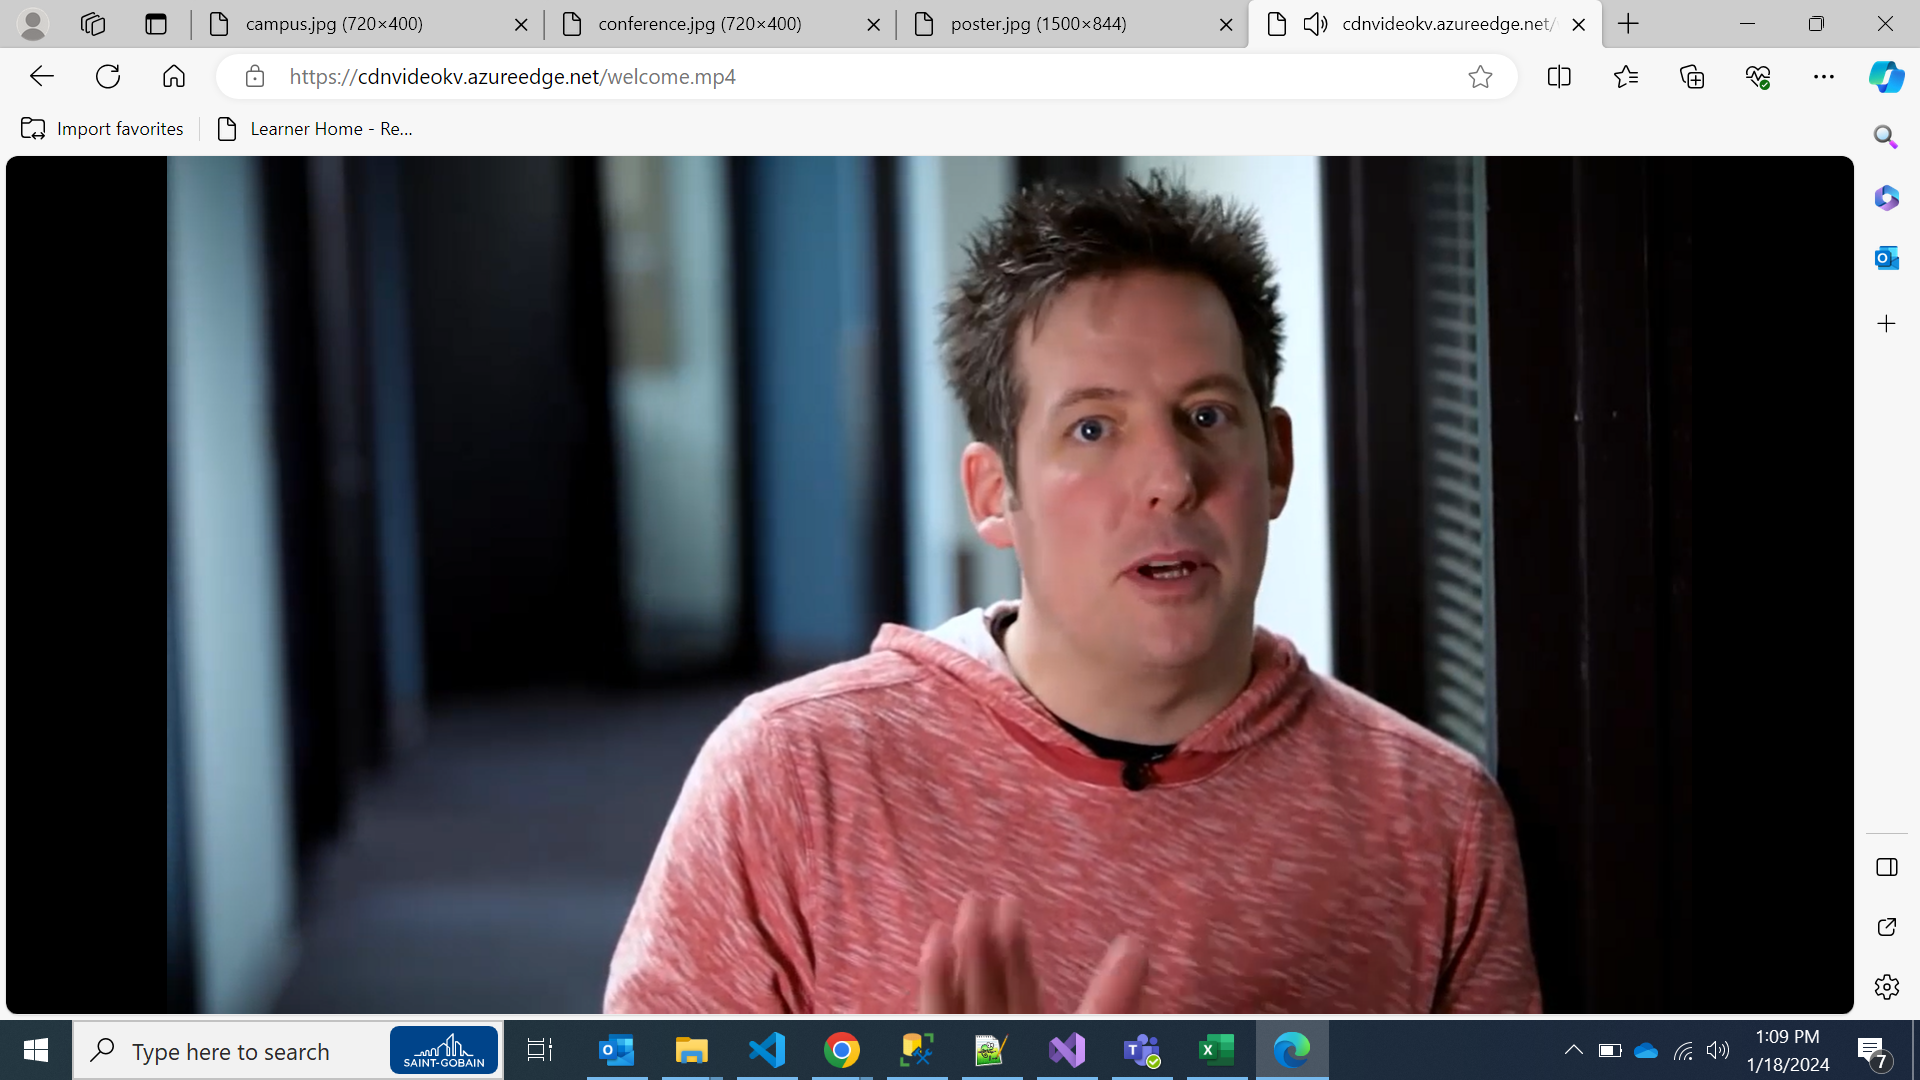 campus.jpg (720×400)
conference.jpg (720×400)
poster.jpg (1500×844)
cdnvideokv.azureedge.net/
https://cdnvideokv.azureedge.net/welcome.mp4
Import favorites
Learner Home - Re...
Type here to search
SAINT-GOBAIN
1:09 PM
1/18/2024
7